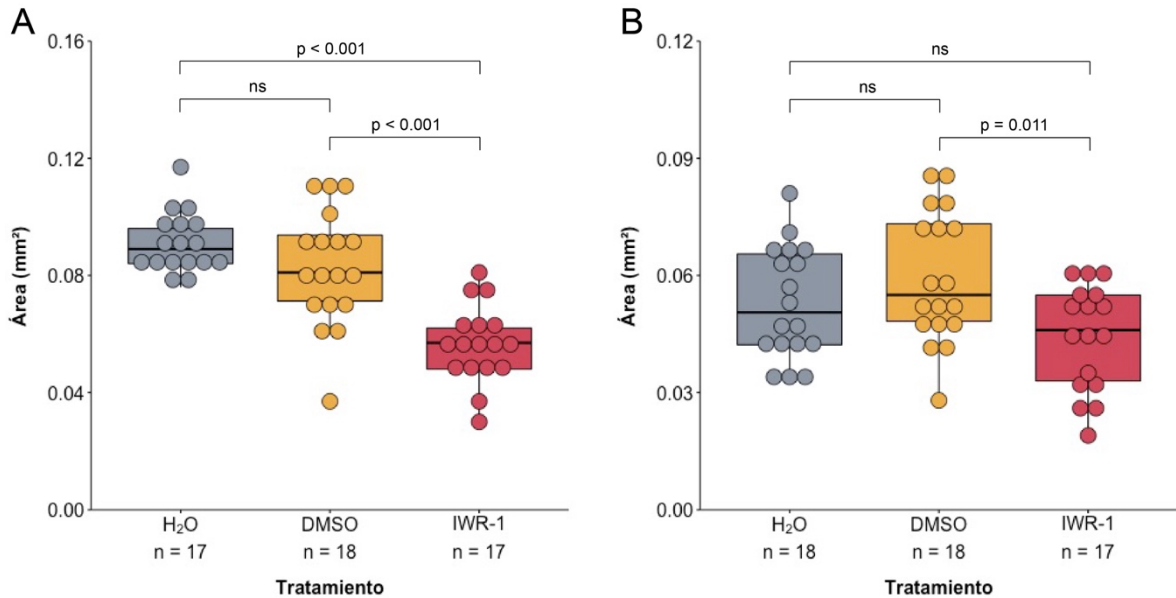 A
0.16
0.12
0.08
0.04
0.00
Área (mm²)
p < 0.001
ns
p < 0.001
H₂O
DMSO
IWR-1
n = 17
n = 18
n = 17
Tratamiento
B
0.12
0.09
0.06
0.03
0.00
Área (mm²)
ns
ns
p = 0.011
H₂O
DMSO
IWR-1
n = 18
n = 18
n = 17
Tratamiento